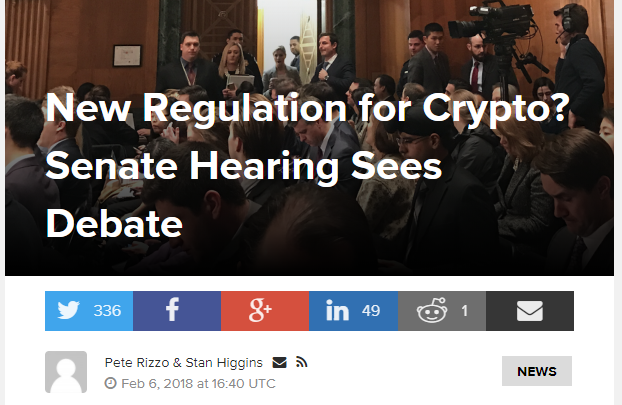 New Regulation for Crypto?
Senate Hearing Sees
Debate
336
f
g+
in 49
1
Pete Rizzo & Stan Higgins
Feb 6, 2018 at 16:40 UTC
NEWS